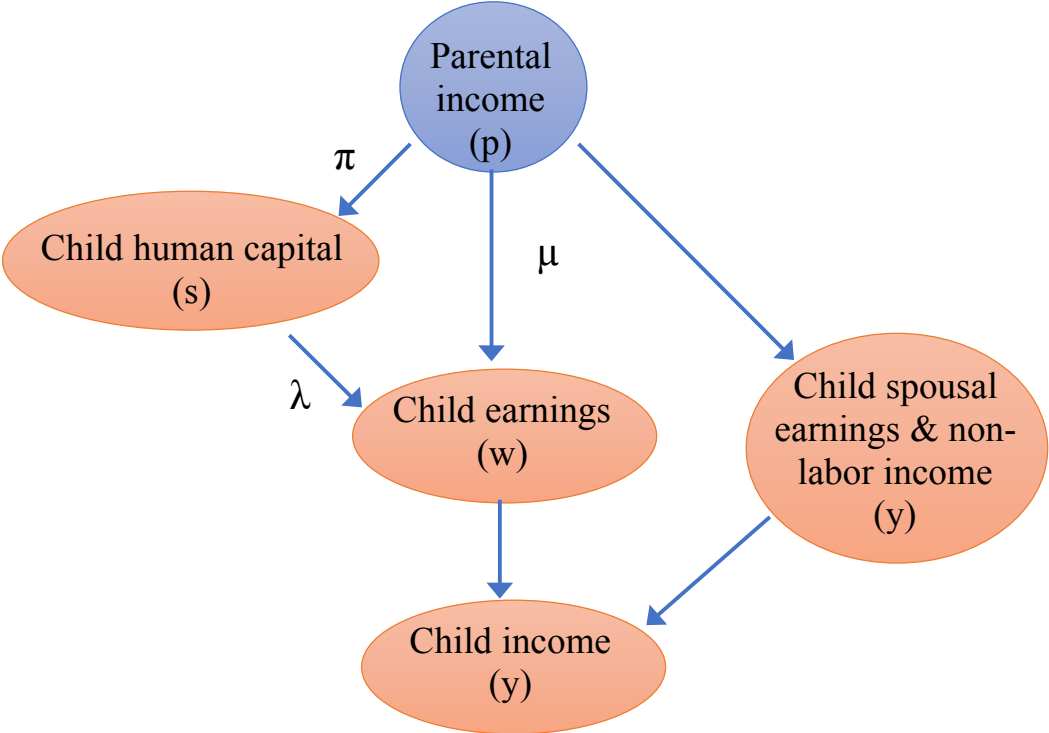 Parental
income
(p)
π
Child human capital
(s)
μ
λ
Child earnings
(w)
Child spousal
earnings & non-
labor income
(y)
Child income
(y)